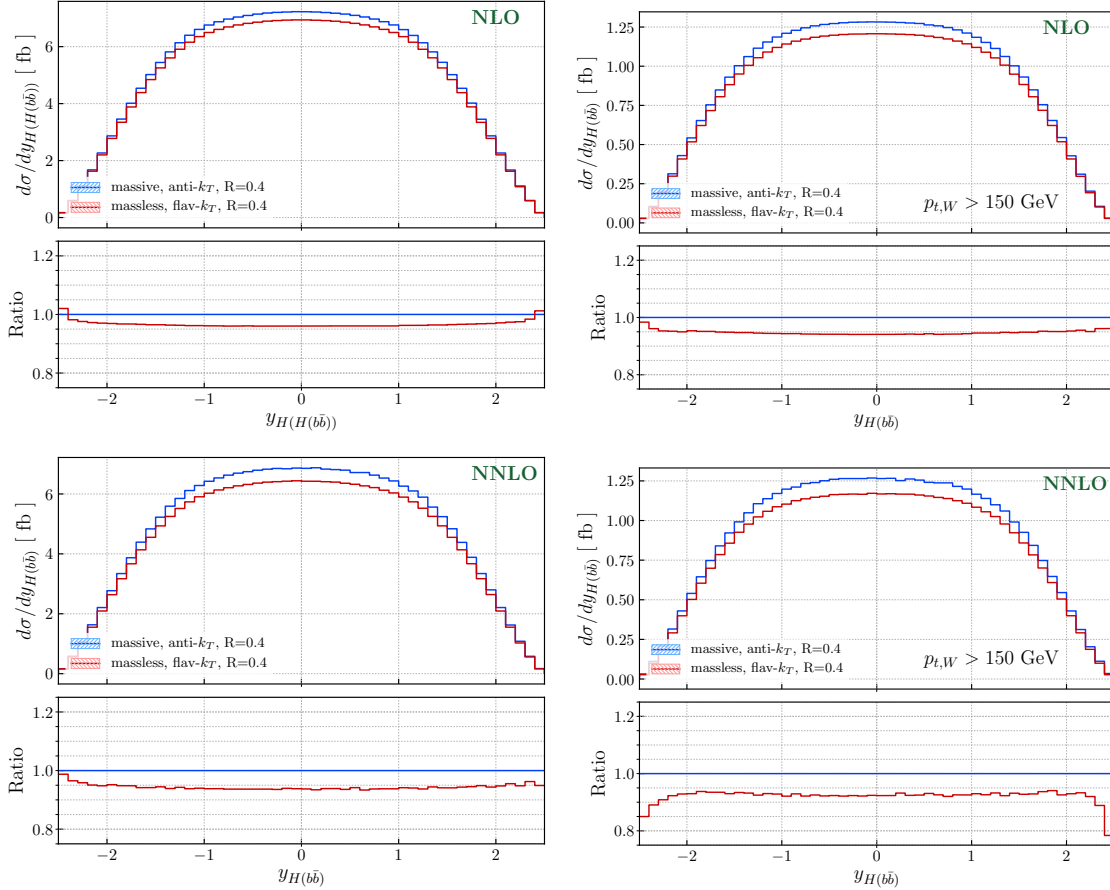 NLO
dσ/dy_{H(H(bb̄))} [ fb ]
6
4
2
0
massive, anti-k_T, R=0.4
massless, flav-k_T, R=0.4
Ratio
1.2
1.0
0.8
−2 −1 0 1 2
y_{H(H(bb̄))}
NLO
dσ/dy_{H(bb̄)} [ fb ]
1.25
1.00
0.75
0.50
0.25
0.00
massive, anti-k_T, R=0.4
massless, flav-k_T, R=0.4
p_{t,W} > 150 GeV
Ratio
1.2
1.0
0.8
−2 −1 0 1 2
y_{H(bb̄)}
NNLO
dσ/dy_{H(bb̄)} [ fb ]
6
4
2
0
massive, anti-k_T, R=0.4
massless, flav-k_T, R=0.4
Ratio
1.2
1.0
0.8
−2 −1 0 1 2
y_{H(bb̄)}
NNLO
dσ/dy_{H(bb̄)} [ fb ]
1.25
1.00
0.75
0.50
0.25
0.00
massive, anti-k_T, R=0.4
massless, flav-k_T, R=0.4
p_{t,W} > 150 GeV
Ratio
1.2
1.0
0.8
−2 −1 0 1 2
y_{H(bb̄)}